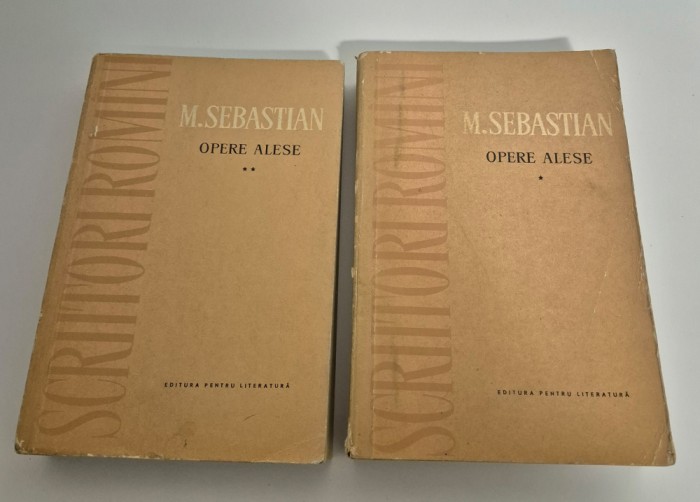 SCRIITORI ROMÎNI
M. SEBASTIAN
OPERE ALESE
**
EDITURA PENTRU LITERATURĂ
SCRIITORI ROMÎNI
M. SEBASTIAN
OPERE ALESE
*
EDITURA PENTRU LITERATURĂ